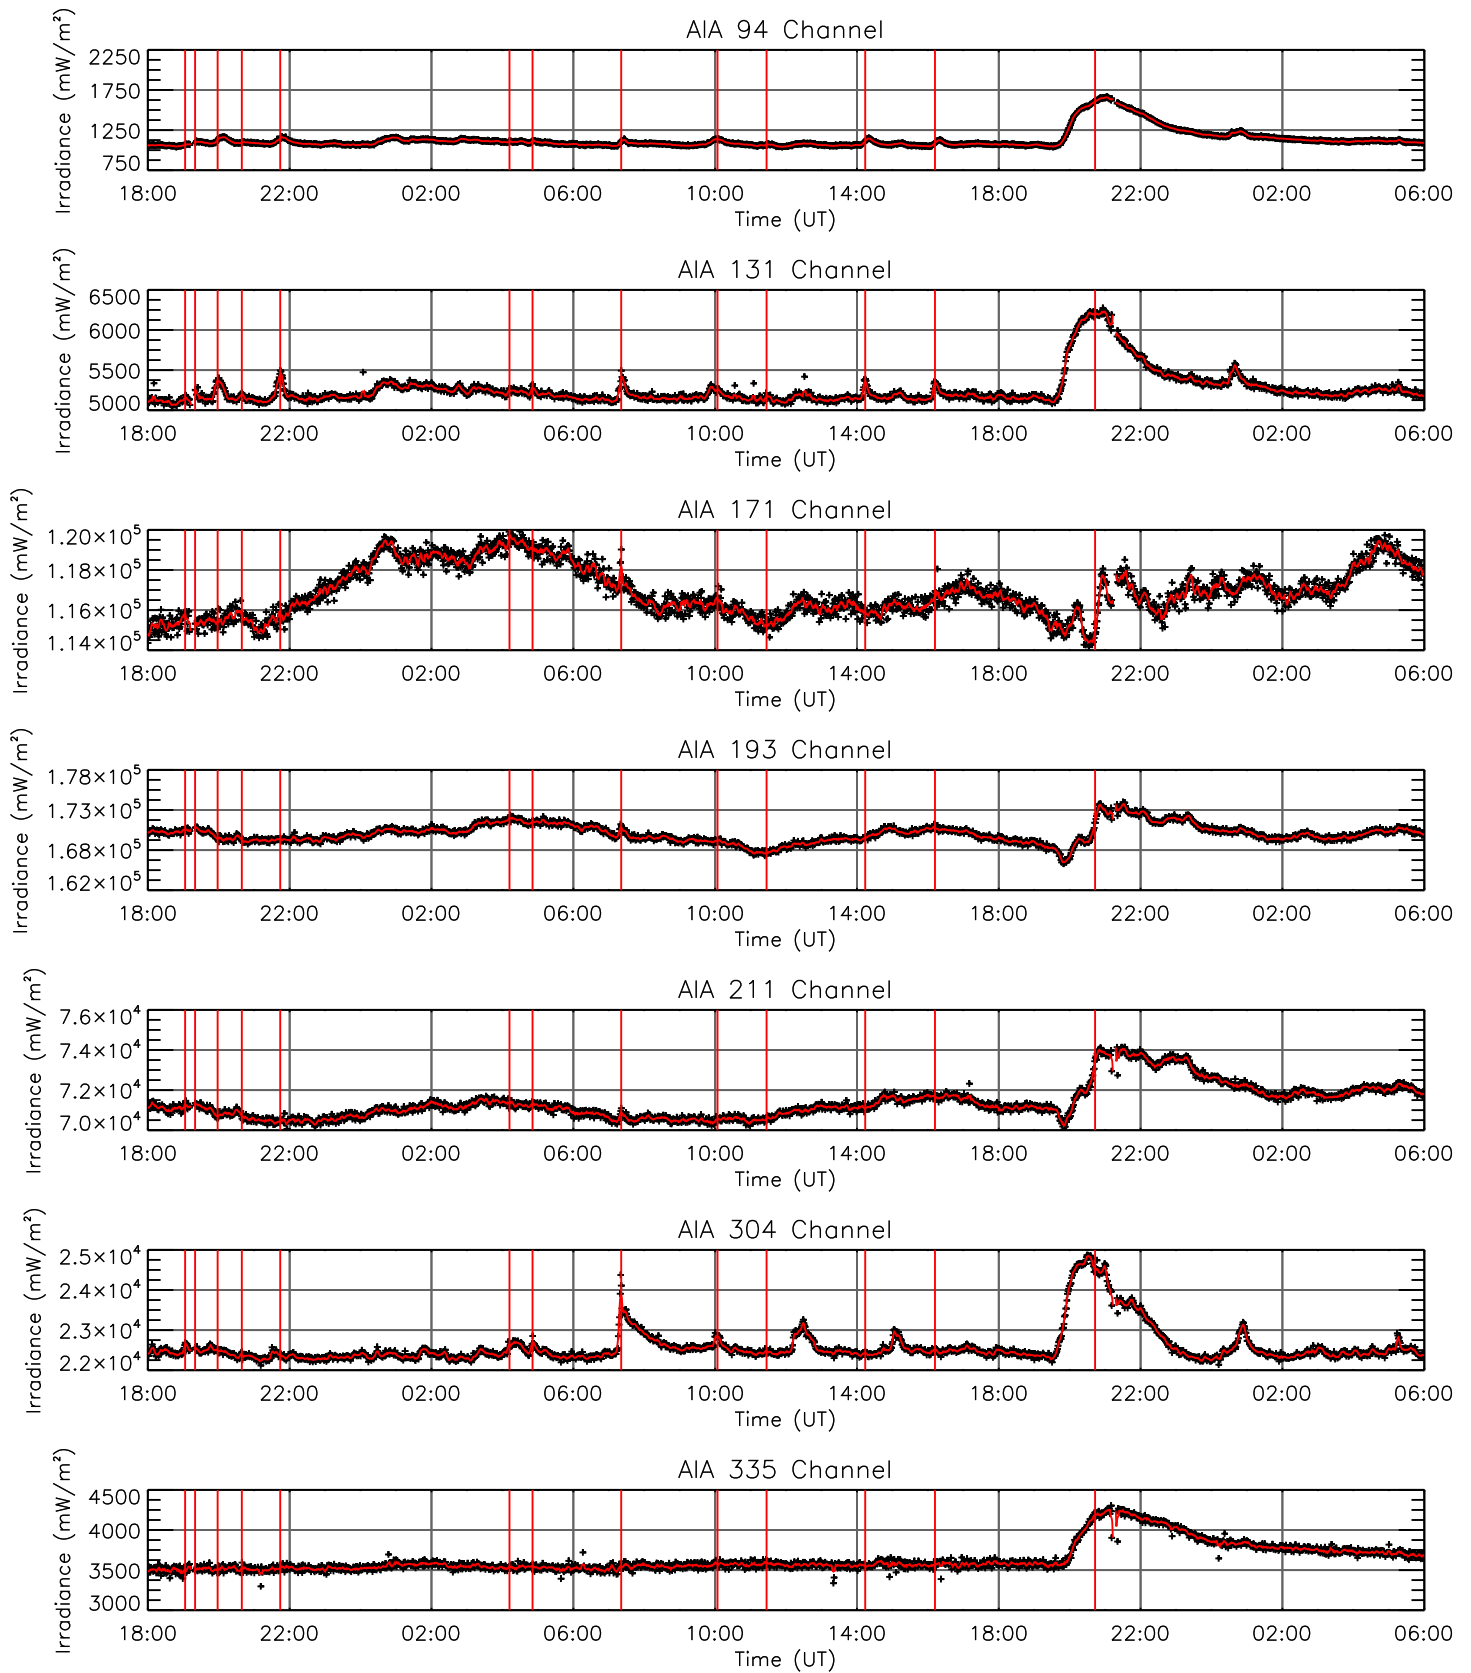 AIA 94 Channel
Irradiance (mW/m²)
2250
1750
1250
750
18:00 22:00 02:00 06:00 10:00 14:00 18:00 22:00 02:00 06:00
Time (UT)
AIA 131 Channel
Irradiance (mW/m²)
6500
6000
5500
5000
18:00 22:00 02:00 06:00 10:00 14:00 18:00 22:00 02:00 06:00
Time (UT)
AIA 171 Channel
Irradiance (mW/m²)
1.20×10⁵
1.18×10⁵
1.16×10⁵
1.14×10⁵
18:00 22:00 02:00 06:00 10:00 14:00 18:00 22:00 02:00 06:00
Time (UT)
AIA 193 Channel
Irradiance (mW/m²)
1.78×10⁵
1.73×10⁵
1.68×10⁵
1.62×10⁵
18:00 22:00 02:00 06:00 10:00 14:00 18:00 22:00 02:00 06:00
Time (UT)
AIA 211 Channel
Irradiance (mW/m²)
7.6×10⁴
7.4×10⁴
7.2×10⁴
7.0×10⁴
18:00 22:00 02:00 06:00 10:00 14:00 18:00 22:00 02:00 06:00
Time (UT)
AIA 304 Channel
Irradiance (mW/m²)
2.5×10⁴
2.4×10⁴
2.3×10⁴
2.2×10⁴
18:00 22:00 02:00 06:00 10:00 14:00 18:00 22:00 02:00 06:00
Time (UT)
AIA 335 Channel
Irradiance (mW/m²)
4500
4000
3500
3000
18:00 22:00 02:00 06:00 10:00 14:00 18:00 22:00 02:00 06:00
Time (UT)